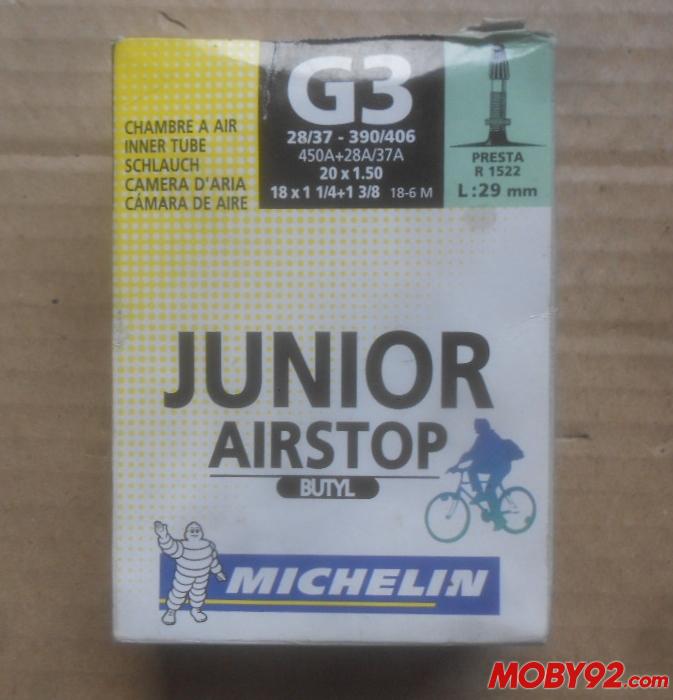 G3
28/37 - 390/406
450A+28A/37A
20 x 1.50
18 x 1 1/4+1 3/8 18-6 M
CHAMBRE A AIR
INNER TUBE
SCHLAUCH
CAMERA D'ARIA
CÁMARA DE AIRE
PRESTA
R 1522
L:29 mm
JUNIOR
AIRSTOP
BUTYL
MICHELIN
MOBY92.com